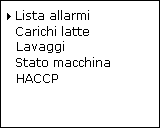 Lista allarmi
Carichi latte
Lavaggi
Stato macchina
HACCP